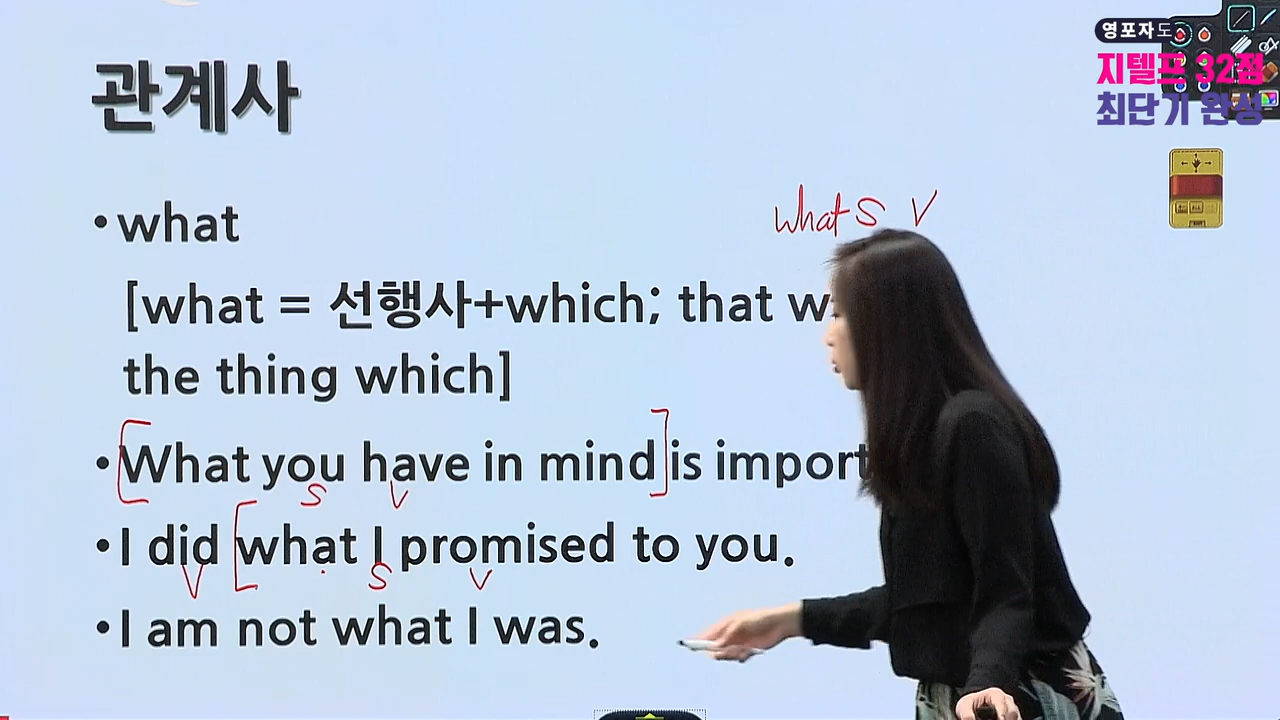 영포자도
지텔프 32점
최단기 완성
관계사
•what
what S V
[what = 선행사+which; that
the thing which]
•[What you have in mind] is
S V
•I did [what I promised to you.
V S V
•I am not what I was.